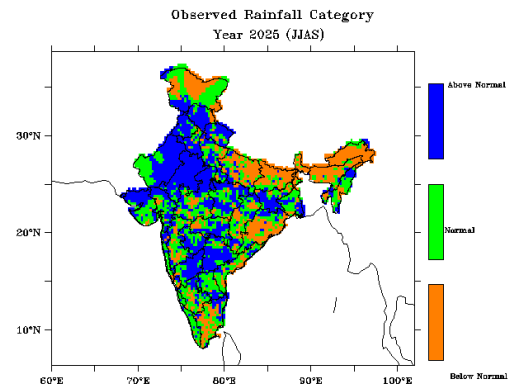 Observed Rainfall Category
Year 2025 (JJAS)
Above Normal
Normal
Below Normal
30°N
20°N
10°N
60°E
70°E
80°E
90°E
100°E